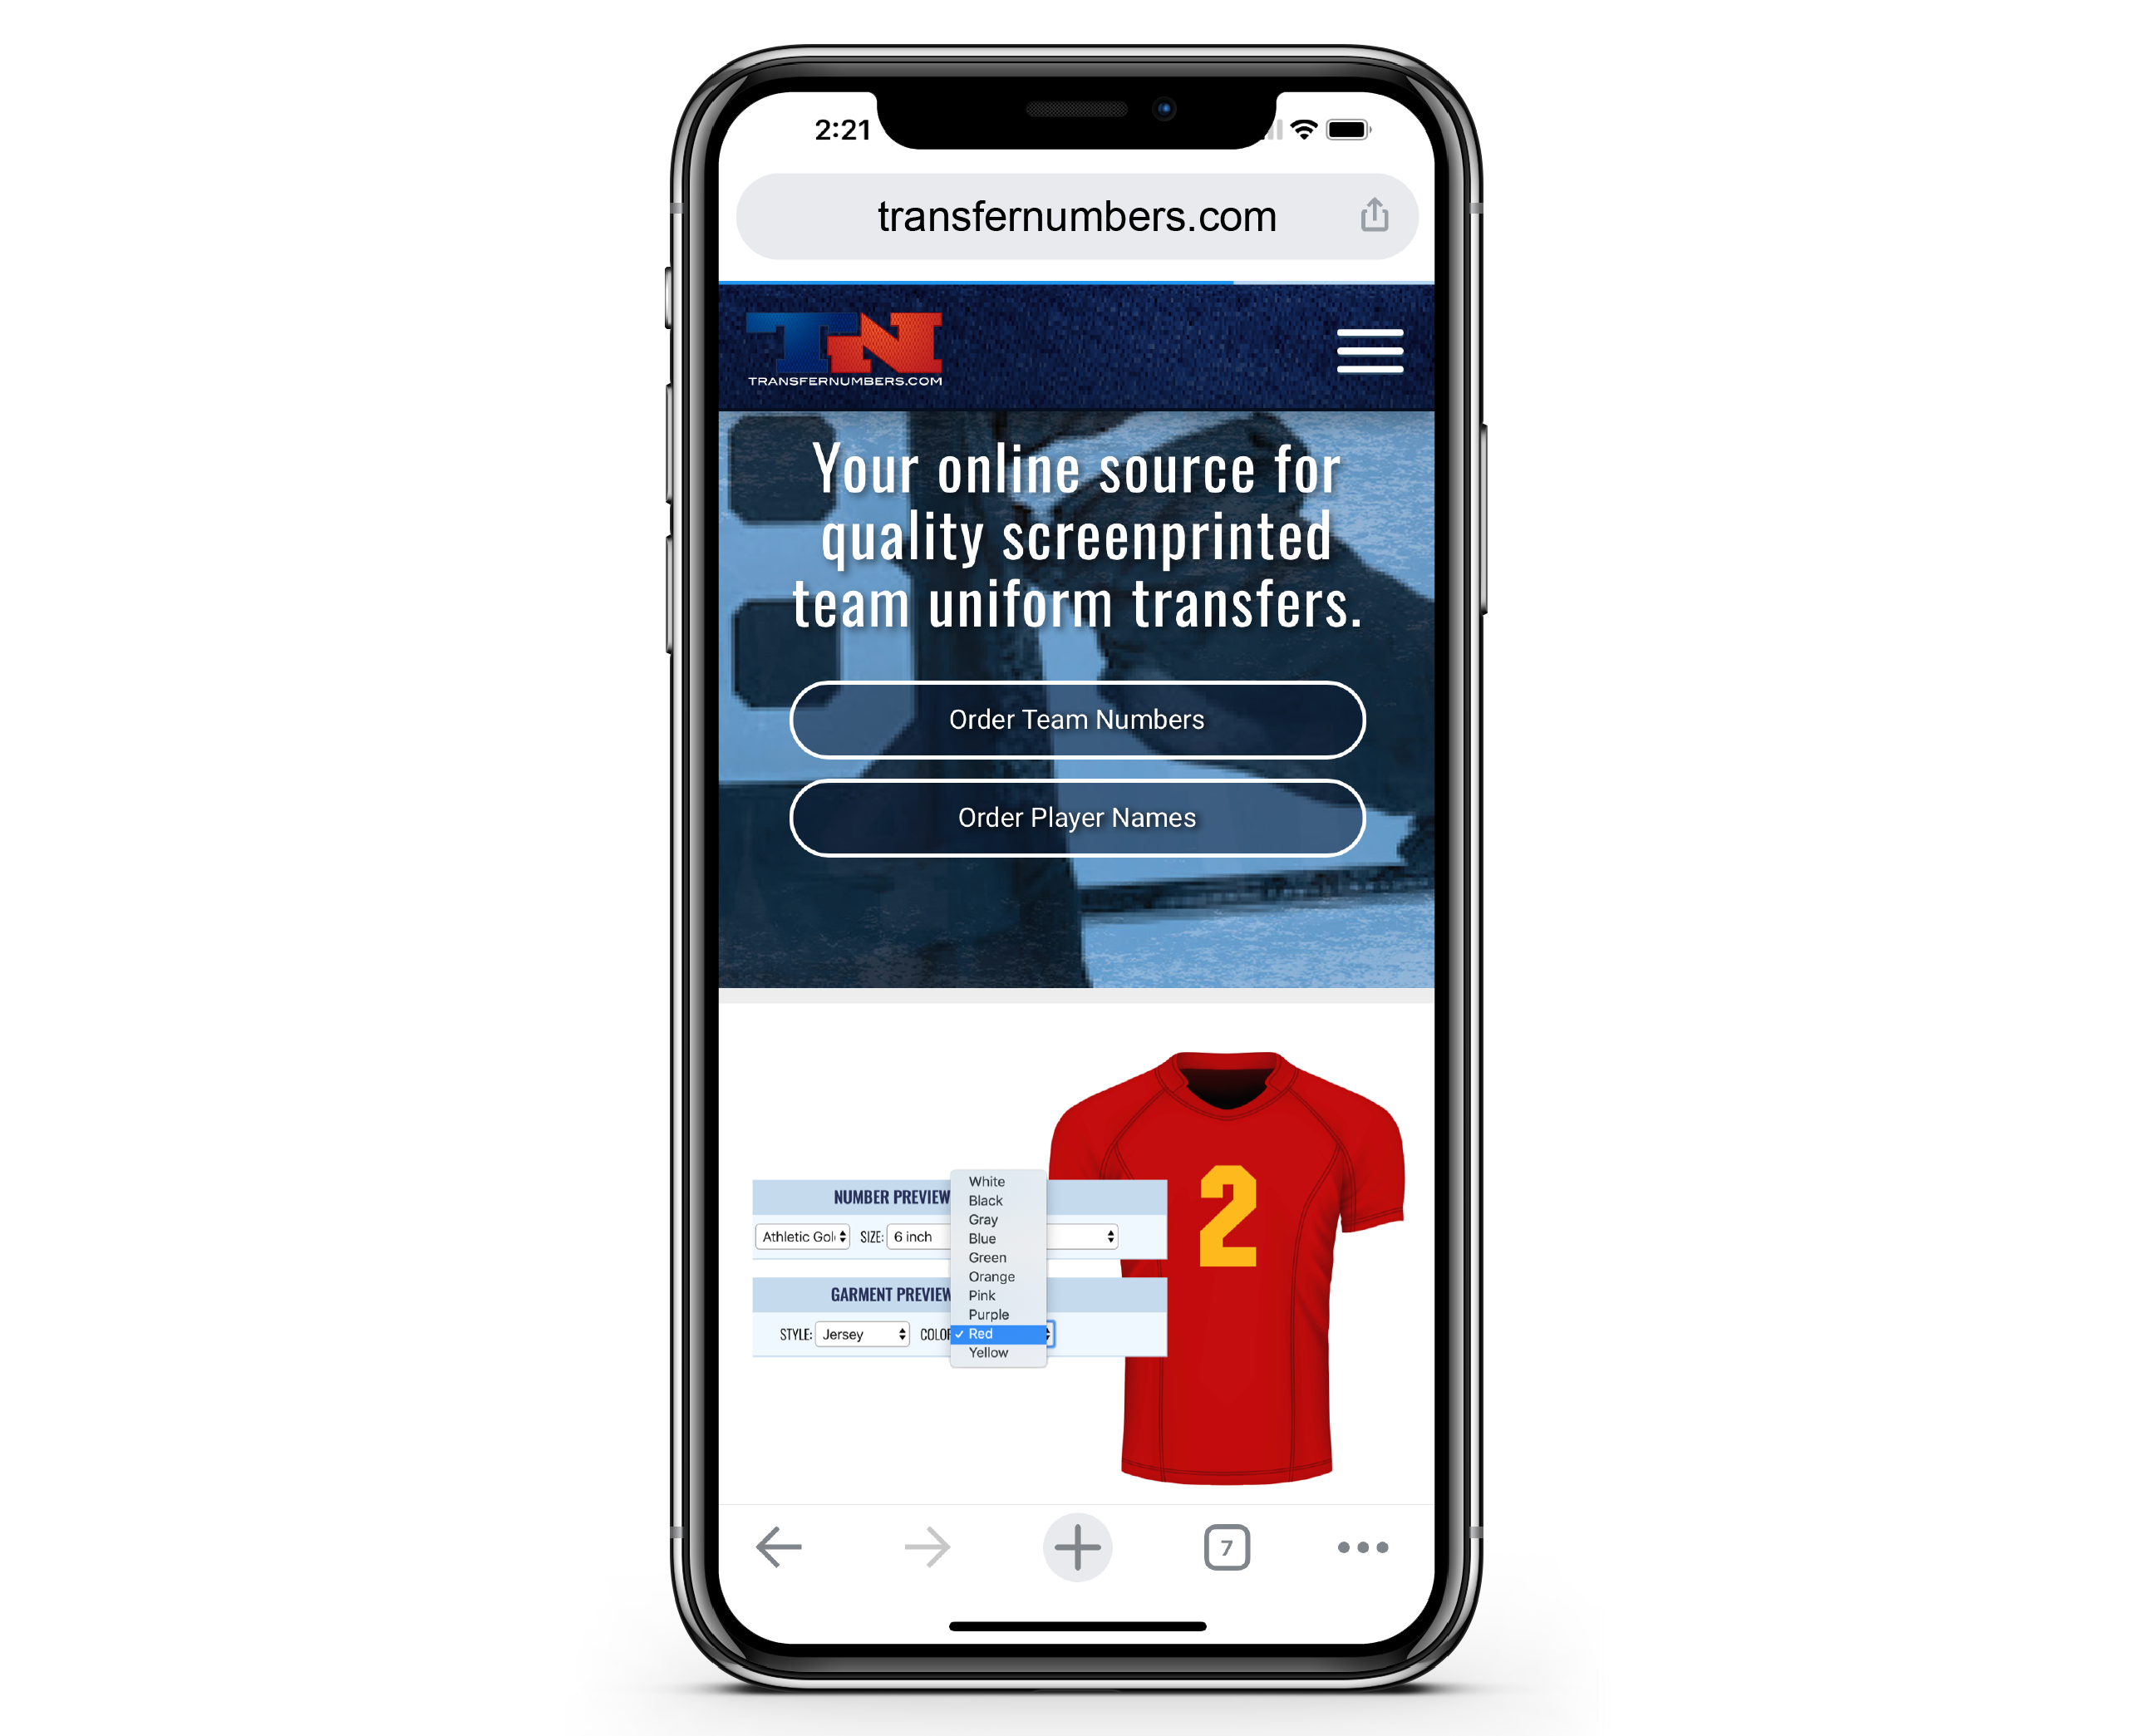 2:21
transfernumbers.com
TN
TRANSFERNUMBERS.COM
Your online source for
quality screenprinted
team uniform transfers.
Order Team Numbers
Order Player Names
White
NUMBER PREVIEW
Black
Gray
Athletic Gol SIZE: 6 inch
Blue
Green
Orange
GARMENT PREVIEW
Pink
Purple
STYLE: Jersey COLOR
✓ Red
Yellow
2
7